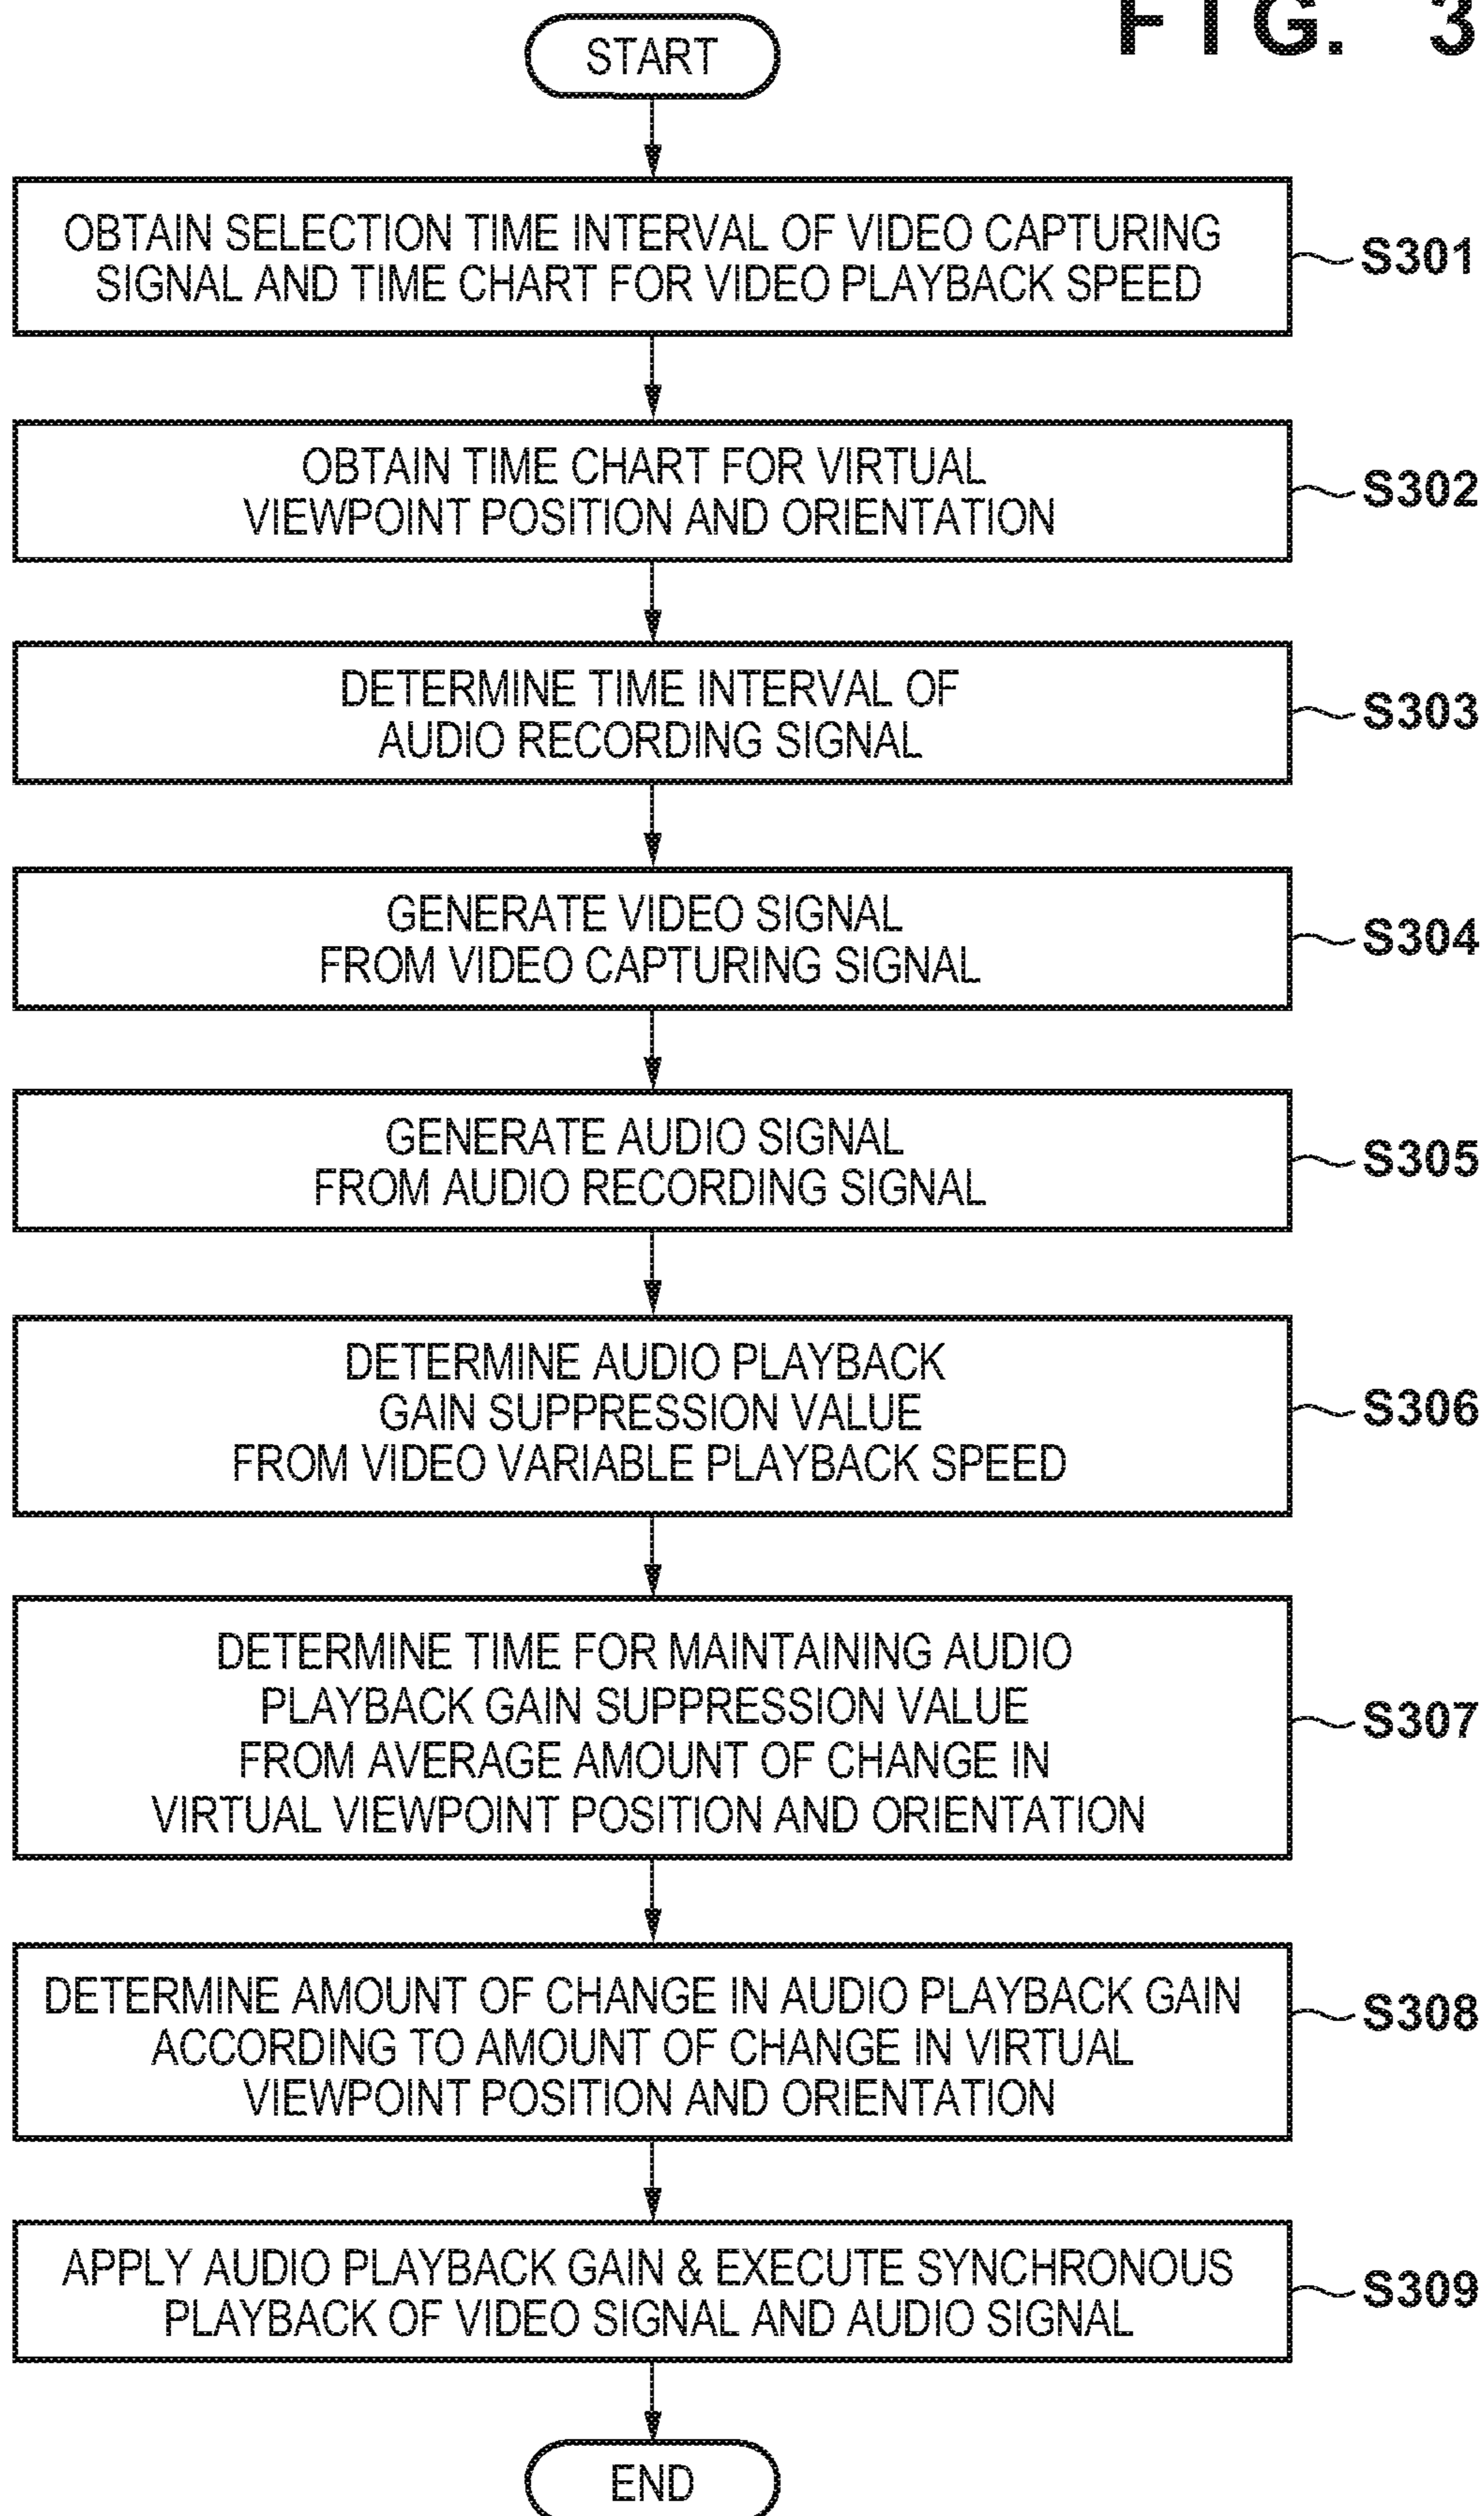 FIG. 3
START
OBTAIN SELECTION TIME INTERVAL OF VIDEO CAPTURING
SIGNAL AND TIME CHART FOR VIDEO PLAYBACK SPEED
S301
OBTAIN TIME CHART FOR VIRTUAL
VIEWPOINT POSITION AND ORIENTATION
S302
DETERMINE TIME INTERVAL OF
AUDIO RECORDING SIGNAL
S303
GENERATE VIDEO SIGNAL
FROM VIDEO CAPTURING SIGNAL
S304
GENERATE AUDIO SIGNAL
FROM AUDIO RECORDING SIGNAL
S305
DETERMINE AUDIO PLAYBACK
GAIN SUPPRESSION VALUE
FROM VIDEO VARIABLE PLAYBACK SPEED
S306
DETERMINE TIME FOR MAINTAINING AUDIO
PLAYBACK GAIN SUPPRESSION VALUE
FROM AVERAGE AMOUNT OF CHANGE IN
VIRTUAL VIEWPOINT POSITION AND ORIENTATION
S307
DETERMINE AMOUNT OF CHANGE IN AUDIO PLAYBACK GAIN
ACCORDING TO AMOUNT OF CHANGE IN VIRTUAL
VIEWPOINT POSITION AND ORIENTATION
S308
APPLY AUDIO PLAYBACK GAIN & EXECUTE SYNCHRONOUS
PLAYBACK OF VIDEO SIGNAL AND AUDIO SIGNAL
S309
END